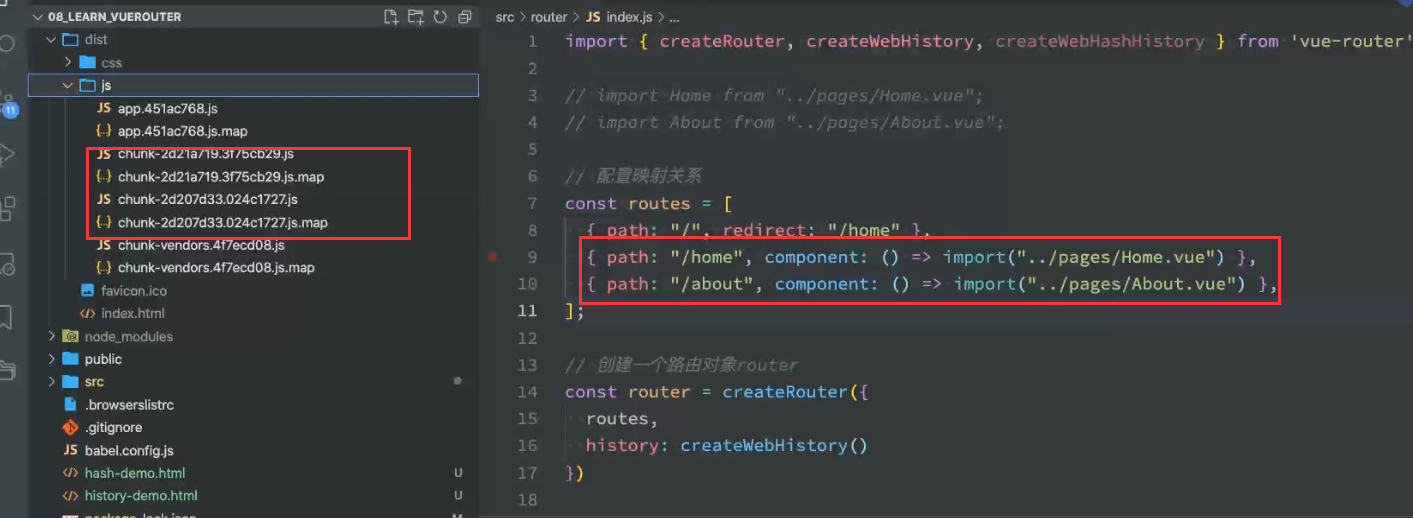 08_LEARN_VUEROUTER
dist
css
js
JS app.451ac768.js
{..} app.451ac768.js.map
JS chunk-2d21a719.3f75cb29.js
{..} chunk-2d21a719.3f75cb29.js.map
JS chunk-2d207d33.024c1727.js
{..} chunk-2d207d33.024c1727.js.map
JS chunk-vendors.4f7ecd08.js
{..} chunk-vendors.4f7ecd08.js.map
favicon.ico
</> index.html
node_modules
public
src
.browserslistrc
.gitignore
JS babel.config.js
</> hash-demo.html U
</> history-demo.html U
11
src > router > JS index.js > ...
1 import { createRouter, createWebHistory, createWebHashHistory } from 'vue-router'
2
3 // import Home from "../pages/Home.vue";
4 // import About from "../pages/About.vue";
5
6 // 配置映射关系
7 const routes = [
8 { path: "/", redirect: "/home" },
9 { path: "/home", component: () => import("../pages/Home.vue") },
10 { path: "/about", component: () => import("../pages/About.vue") },
11 ];
12
13 // 创建一个路由对象router
14 const router = createRouter({
15 routes,
16 history: createWebHistory()
17 })
18